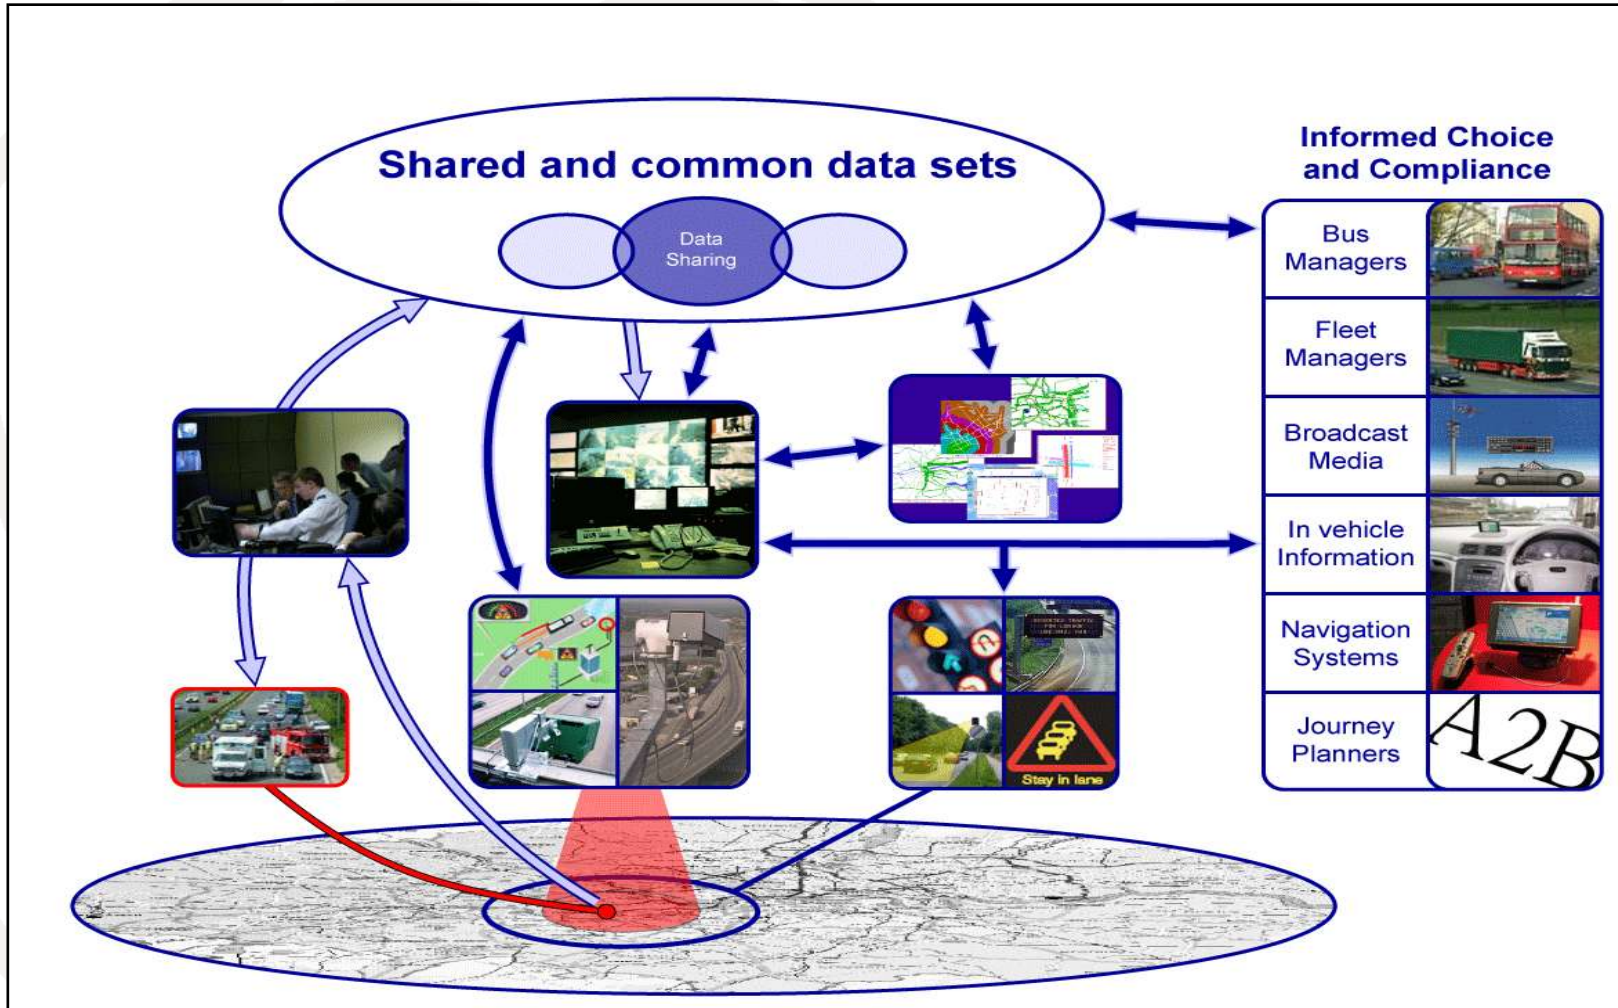 Shared and common data sets
Data
Sharing
Informed Choice
and Compliance
Bus
Managers
Fleet
Managers
Broadcast
Media
In vehicle
Information
Navigation
Systems
Journey
Planners
A2B
Stay in lane